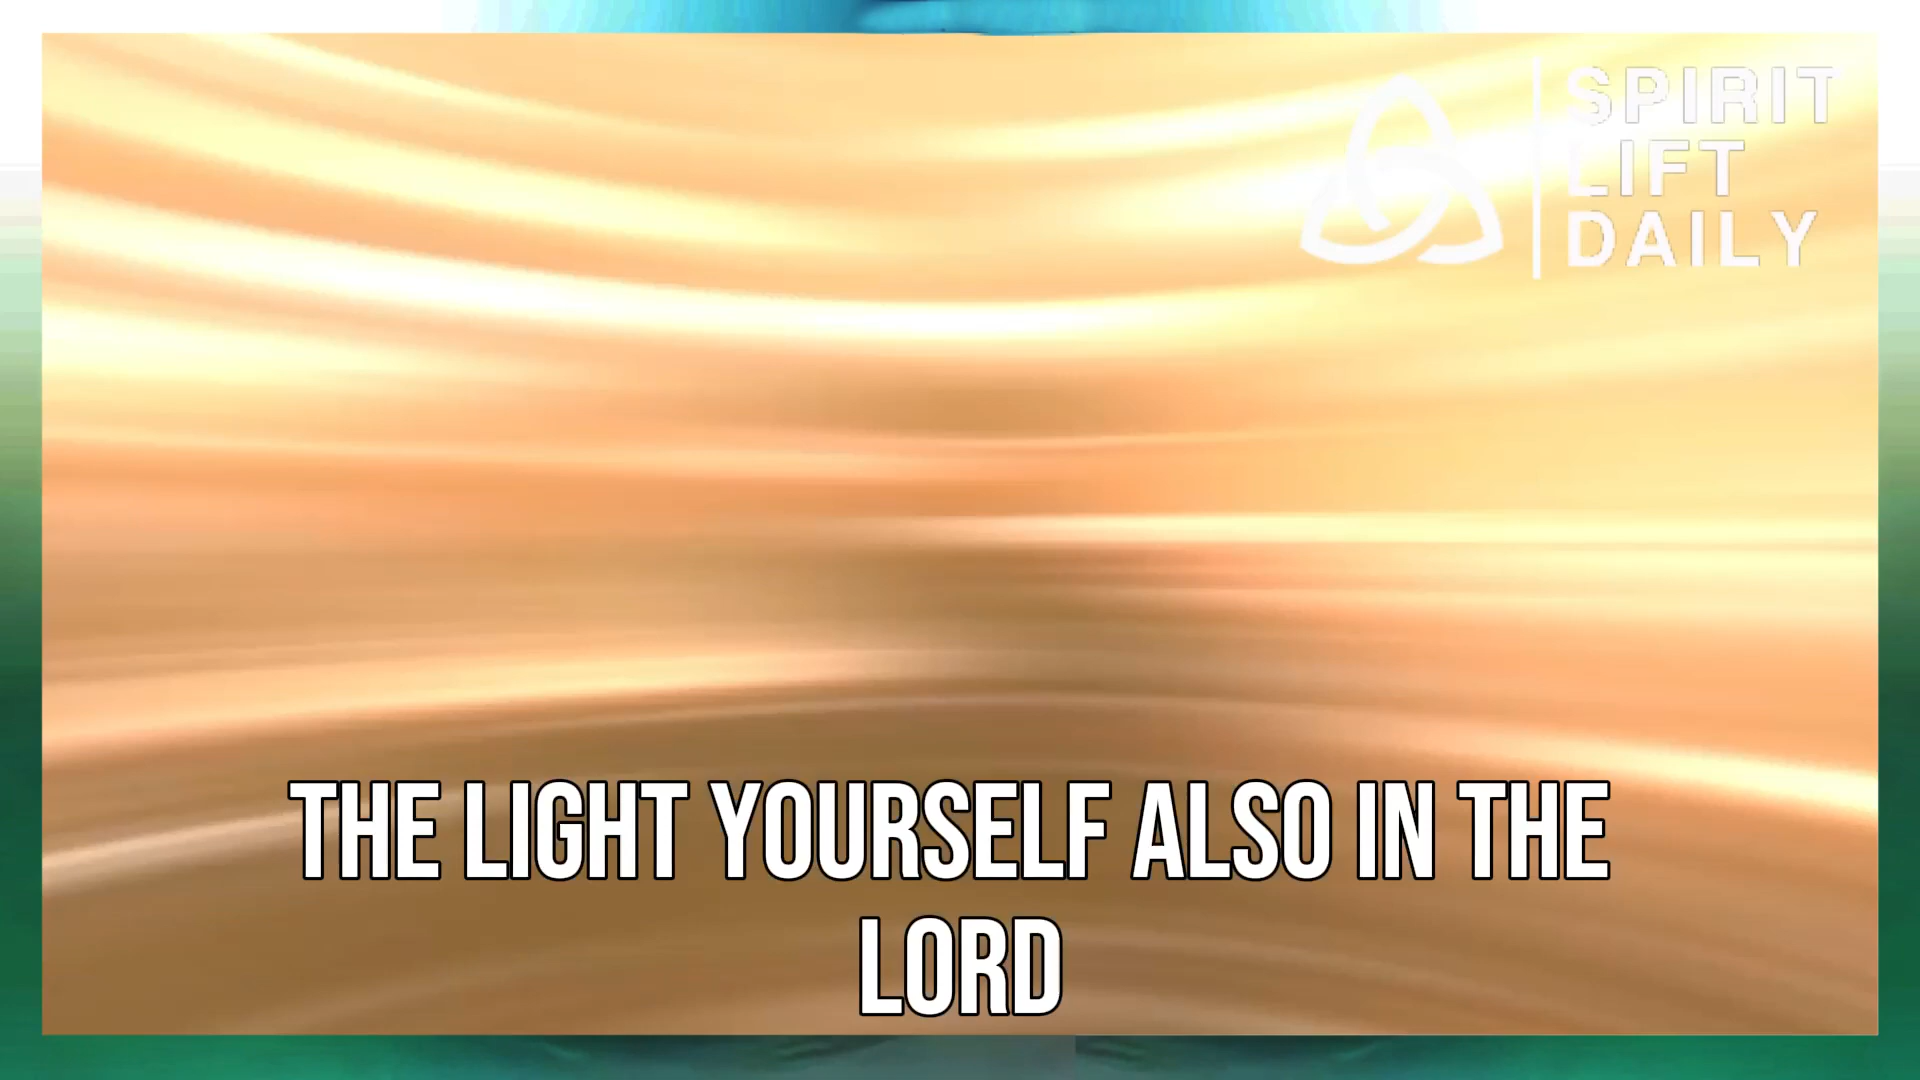 SPIRIT
LIFT
DAILY
THE LIGHT YOURSELF ALSO IN THE
LORD